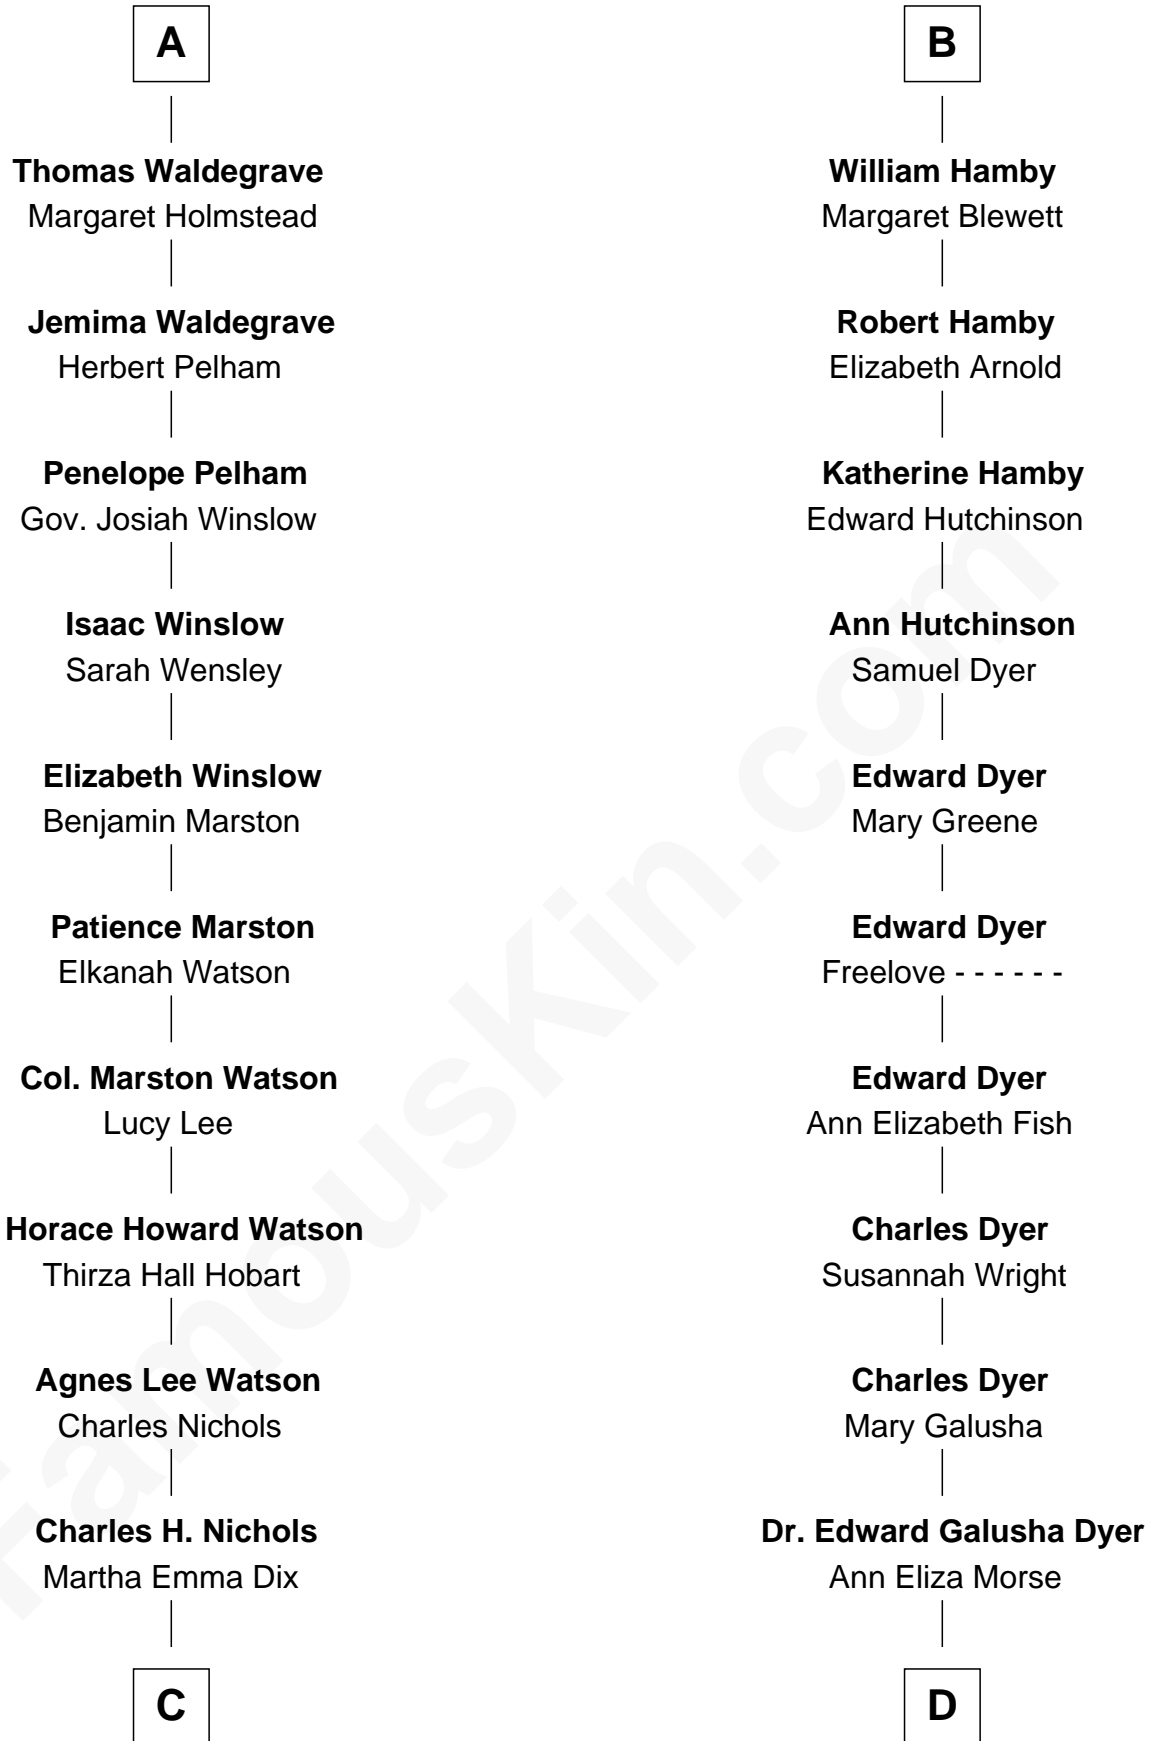 A
Thomas Waldegrave
Margaret Holmstead
Jemima Waldegrave
Herbert Pelham
Penelope Pelham
Gov. Josiah Winslow
Isaac Winslow
Sarah Wensley
Elizabeth Winslow
Benjamin Marston
Patience Marston
Elkanah Watson
Col. Marston Watson
Lucy Lee
Horace Howard Watson
Thirza Hall Hobart
Agnes Lee Watson
Charles Nichols
Charles H. Nichols
Martha Emma Dix
C
B
William Hamby
Margaret Blewett
Robert Hamby
Elizabeth Arnold
Katherine Hamby
Edward Hutchinson
Ann Hutchinson
Samuel Dyer
Edward Dyer
Mary Greene
Edward Dyer
Freelove - - - - - -
Edward Dyer
Ann Elizabeth Fish
Charles Dyer
Susannah Wright
Charles Dyer
Mary Galusha
Dr. Edward Galusha Dyer
Ann Eliza Morse
D
FamousKin.com